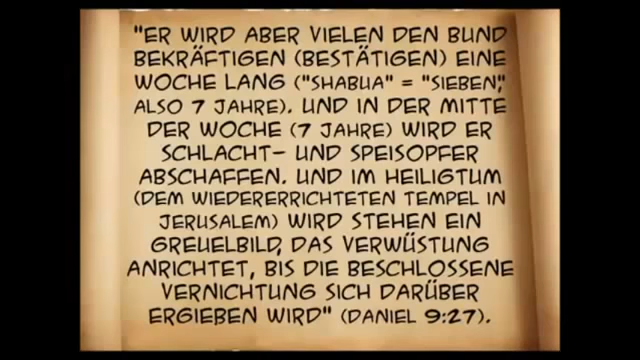 "ER WIRD ABER VIELEN DEN BUND
BEKRÄFTIGEN (BESTÄTIGEN) EINE
WOCHE LANG ("SHABUA" = "SIEBEN",
ALSO 7 JAHRE). UND IN DER MITTE
DER WOCHE (7 JAHRE) WIRD ER
SCHLACHT- UND SPEISOPFER
ABSCHAFFEN. UND IM HEILIGTUM
(DEM WIEDERERRICHTETEN TEMPEL IN
JERUSALEM) WIRD STEHEN EIN
GREUELBILD, DAS VERWÜSTUNG
ANRICHTET, BIS DIE BESCHLOSSENE
VERNICHTUNG SICH DARÜBER
ERGIEBEN WIRD" (DANIEL 9:27).